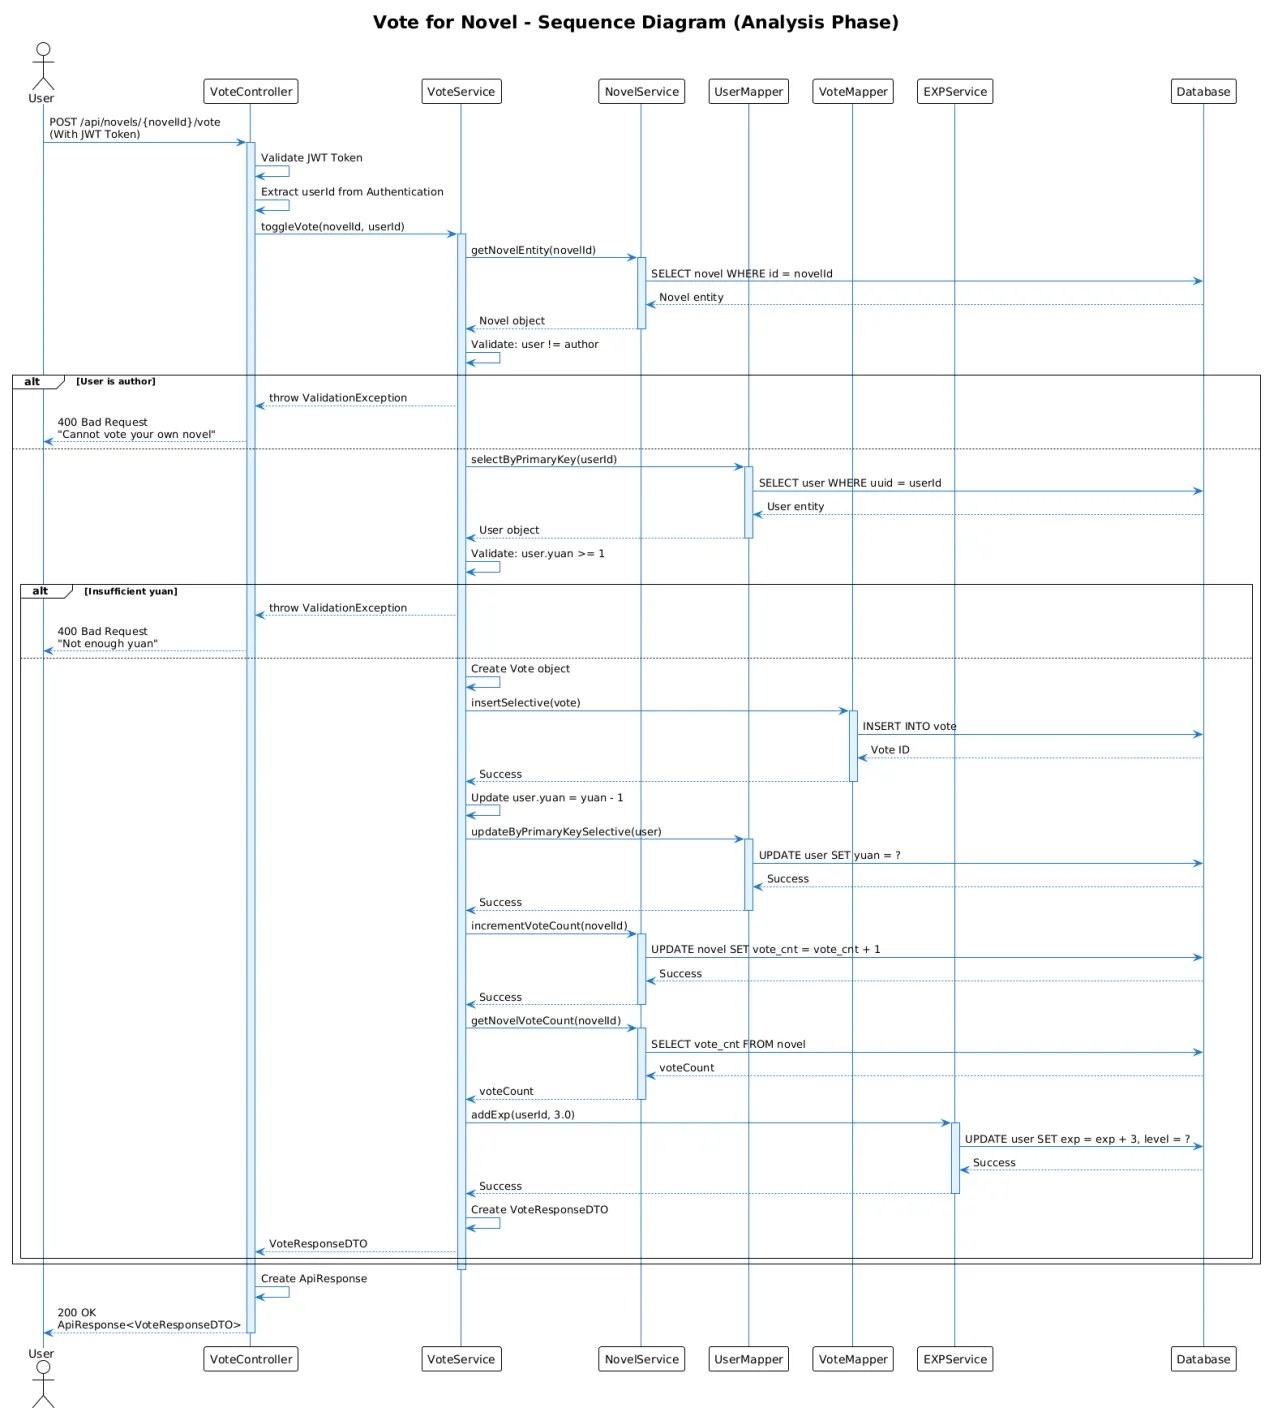 Vote for Novel - Sequence Diagram (Analysis Phase)
User
VoteController
VoteService
NovelService
UserMapper
VoteMapper
EXPService
Database
POST /api/novels/{novelId}/vote
(With JWT Token)
Validate JWT Token
Extract userId from Authentication
toggleVote(novelId, userId)
getNovelEntity(novelId)
SELECT novel WHERE id = novelId
Novel entity
Novel object
Validate: user != author
alt
[User is author]
throw ValidationException
400 Bad Request
"Cannot vote your own novel"
selectByPrimaryKey(userId)
SELECT user WHERE uuid = userId
User entity
User object
Validate: user.yuan >= 1
alt
[Insufficient yuan]
throw ValidationException
400 Bad Request
"Not enough yuan"
Create Vote object
insertSelective(vote)
INSERT INTO vote
Vote ID
Success
Update user.yuan = yuan - 1
updateByPrimaryKeySelective(user)
UPDATE user SET yuan = ?
Success
Success
incrementVoteCount(novelId)
UPDATE novel SET vote_cnt = vote_cnt + 1
Success
Success
getNovelVoteCount(novelId)
SELECT vote_cnt FROM novel
voteCount
voteCount
addExp(userId, 3.0)
UPDATE user SET exp = exp + 3, level = ?
Success
Success
Create VoteResponseDTO
VoteResponseDTO
Create ApiResponse
200 OK
ApiResponse<VoteResponseDTO>
User
VoteController
VoteService
NovelService
UserMapper
VoteMapper
EXPService
Database